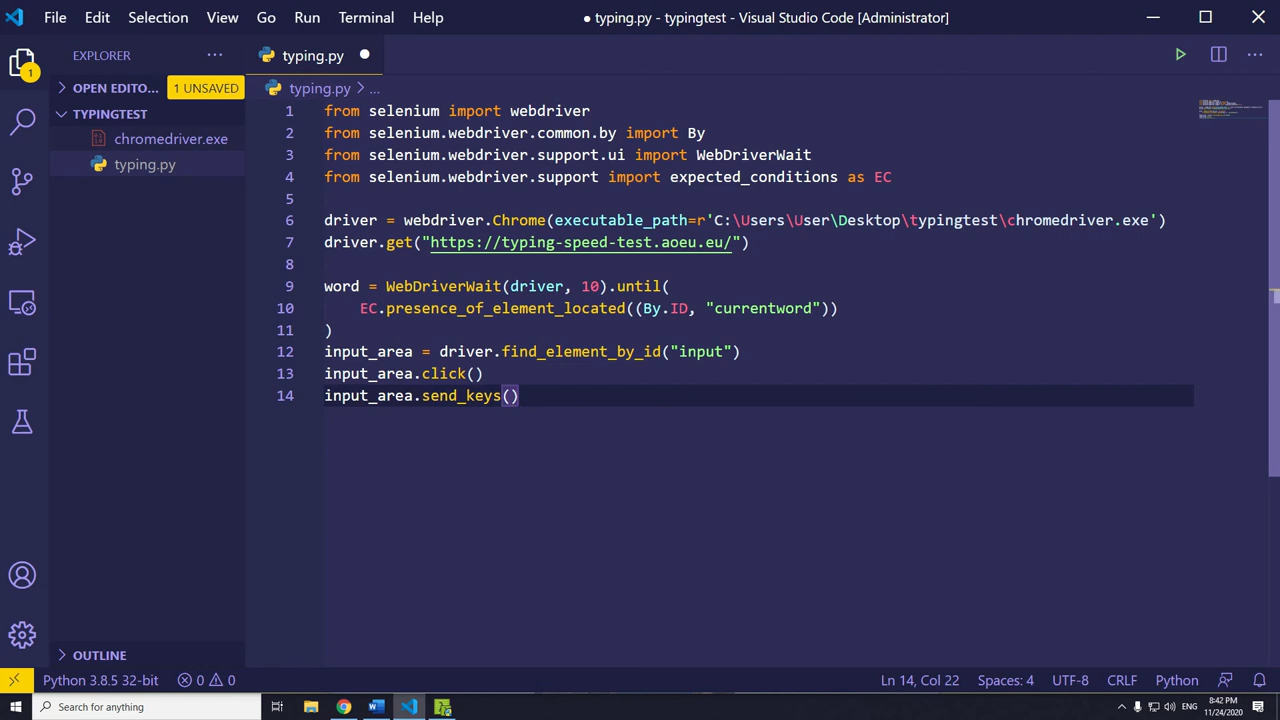 File Edit Selection View Go Run Terminal Help
● typing.py - typingtest - Visual Studio Code [Administrator]
EXPLORER ···
typing.py
OPEN EDITO... 1 UNSAVED
TYPINGTEST
chromedriver.exe
typing.py
1
typing.py > ...
1 from selenium import webdriver
2 from selenium.webdriver.common.by import By
3 from selenium.webdriver.support.ui import WebDriverWait
4 from selenium.webdriver.support import expected_conditions as EC
5
6 driver = webdriver.Chrome(executable_path=r'C:\Users\User\Desktop\typingtest\chromedriver.exe')
7 driver.get("https://typing-speed-test.aoeu.eu/")
8
9 word = WebDriverWait(driver, 10).until(
10 EC.presence_of_element_located((By.ID, "currentword"))
11 )
12 input_area = driver.find_element_by_id("input")
13 input_area.click()
14 input_area.send_keys()
OUTLINE
Python 3.8.5 32-bit 0 0 Ln 14, Col 22 Spaces: 4 UTF-8 CRLF Python
Search for anything
ENG
8:42 PM
11/24/2020